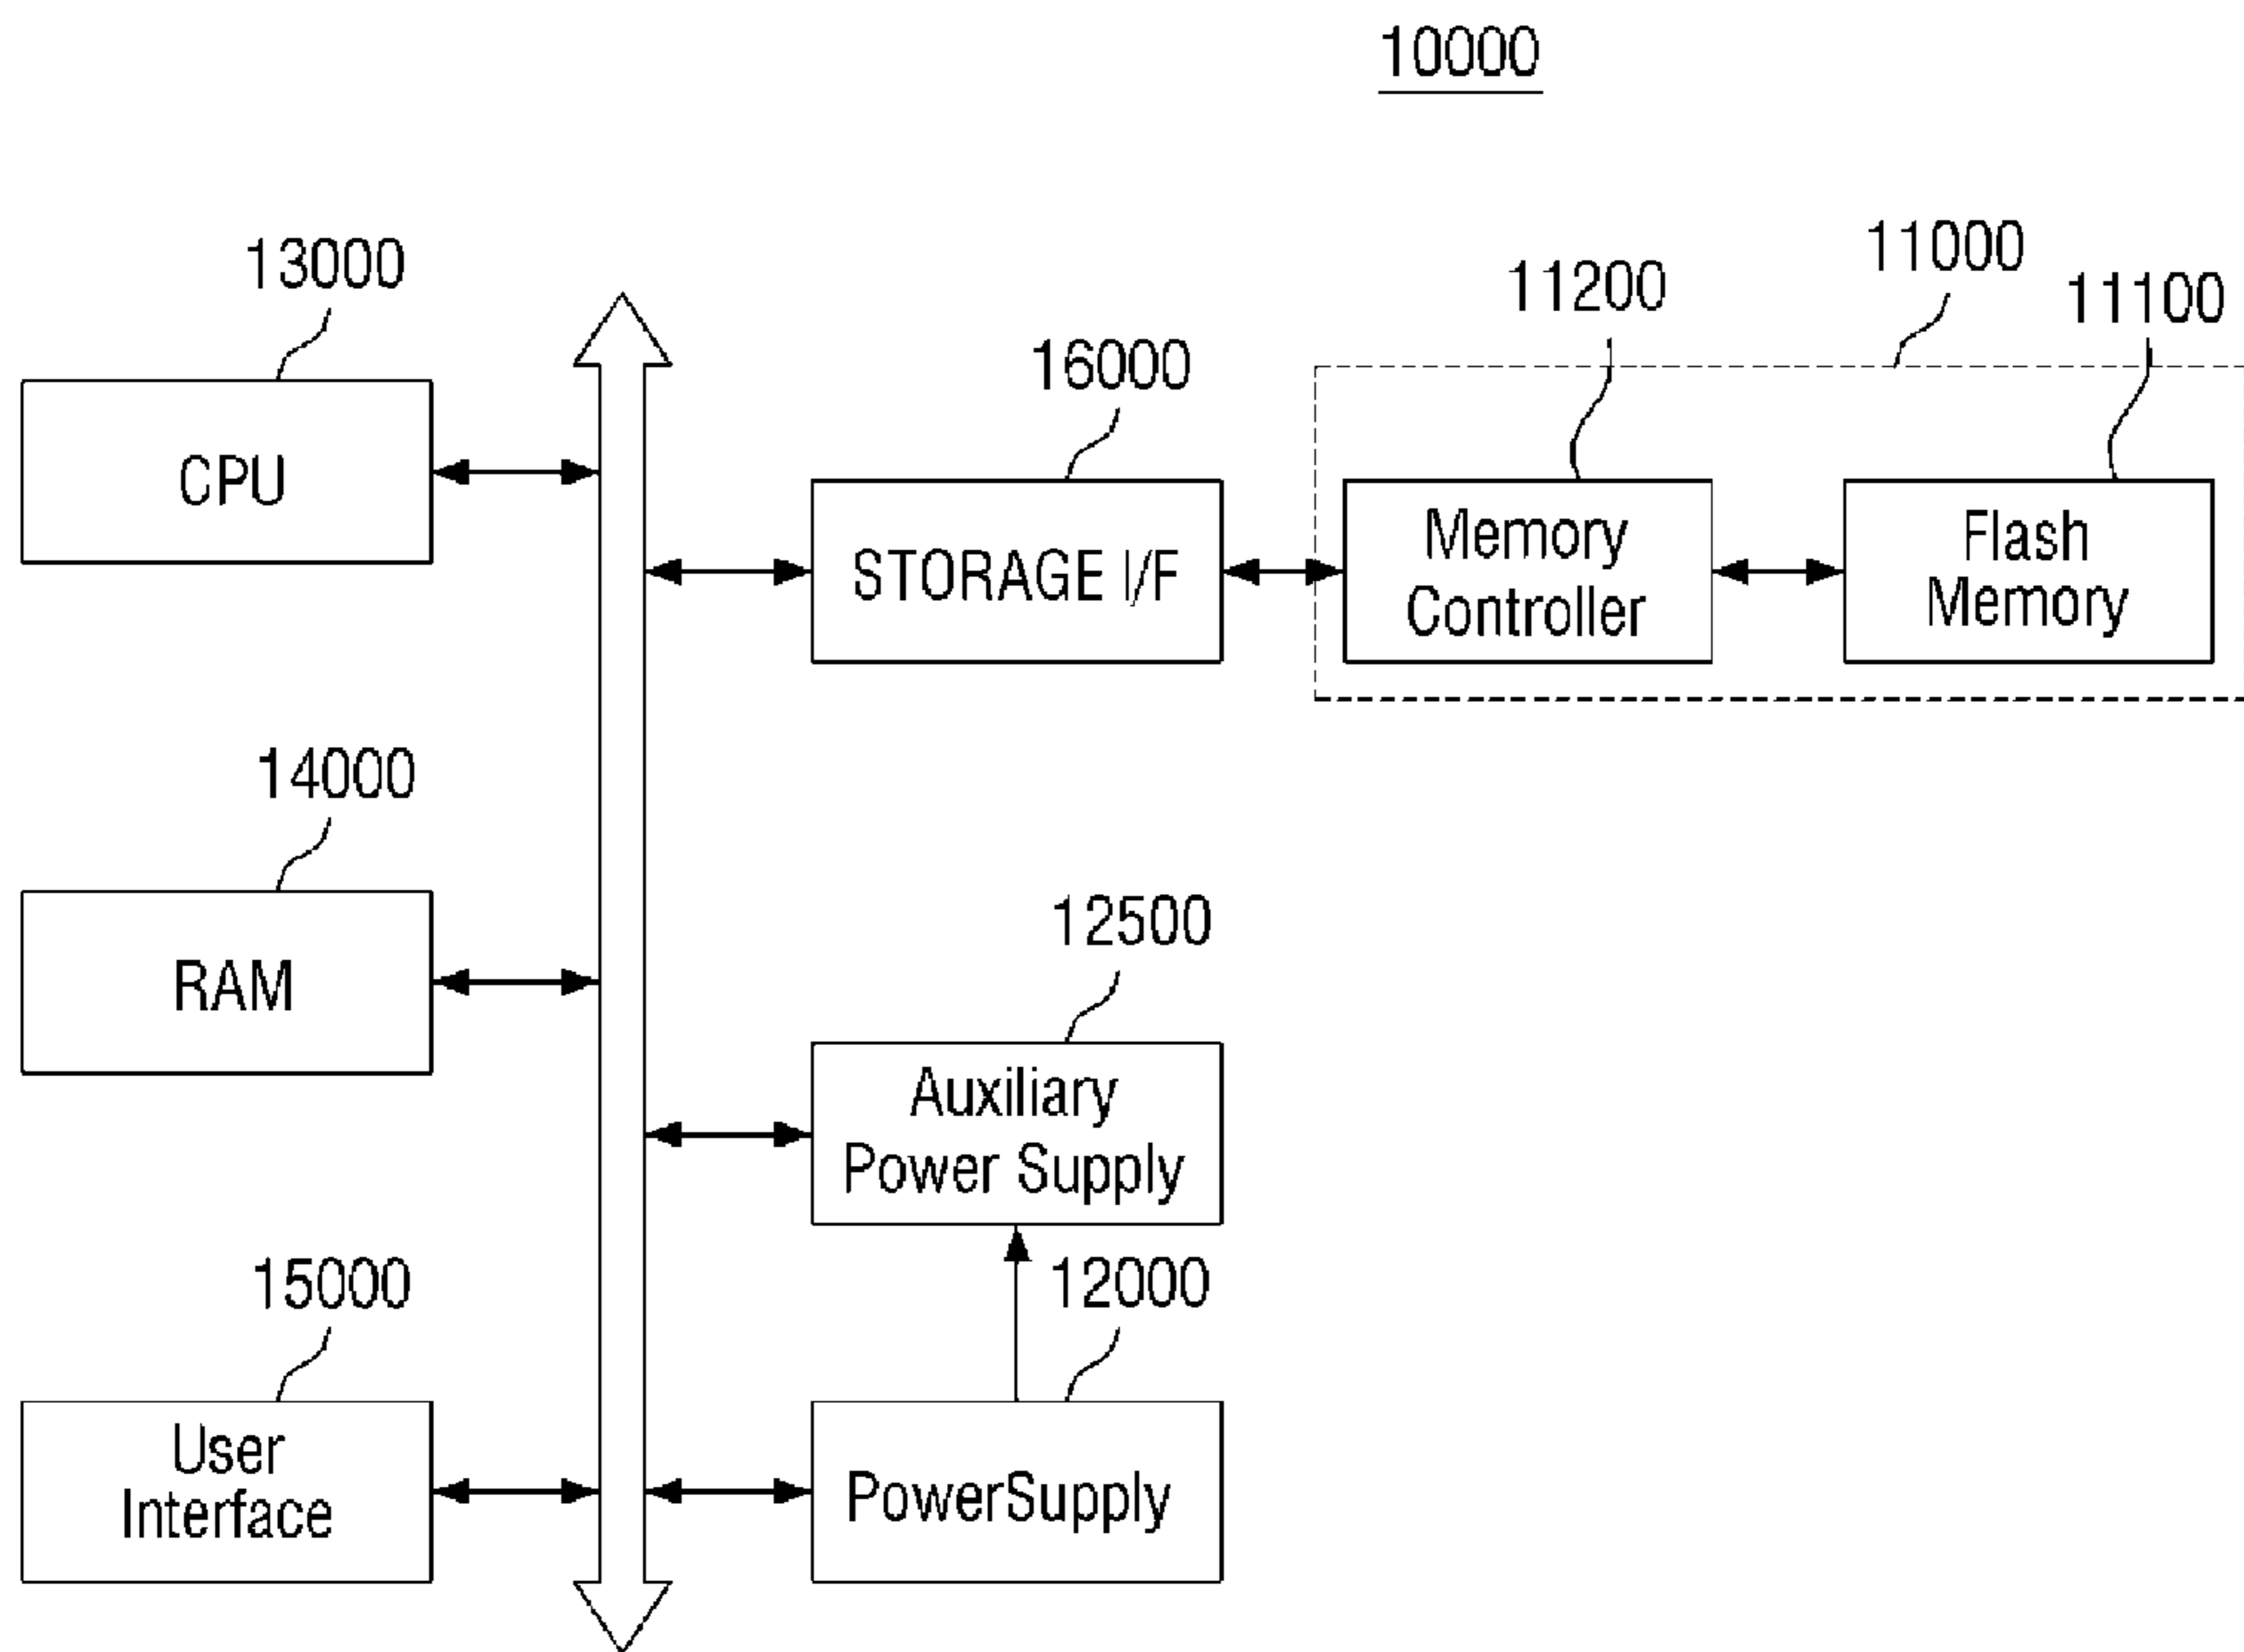 10000
13000
CPU
16000
STORAGE I/F
11200
Memory
Controller
11000
11100
Flash
Memory
14000
RAM
12500
Auxiliary
Power Supply
15000
User
Interface
12000
PowerSupply